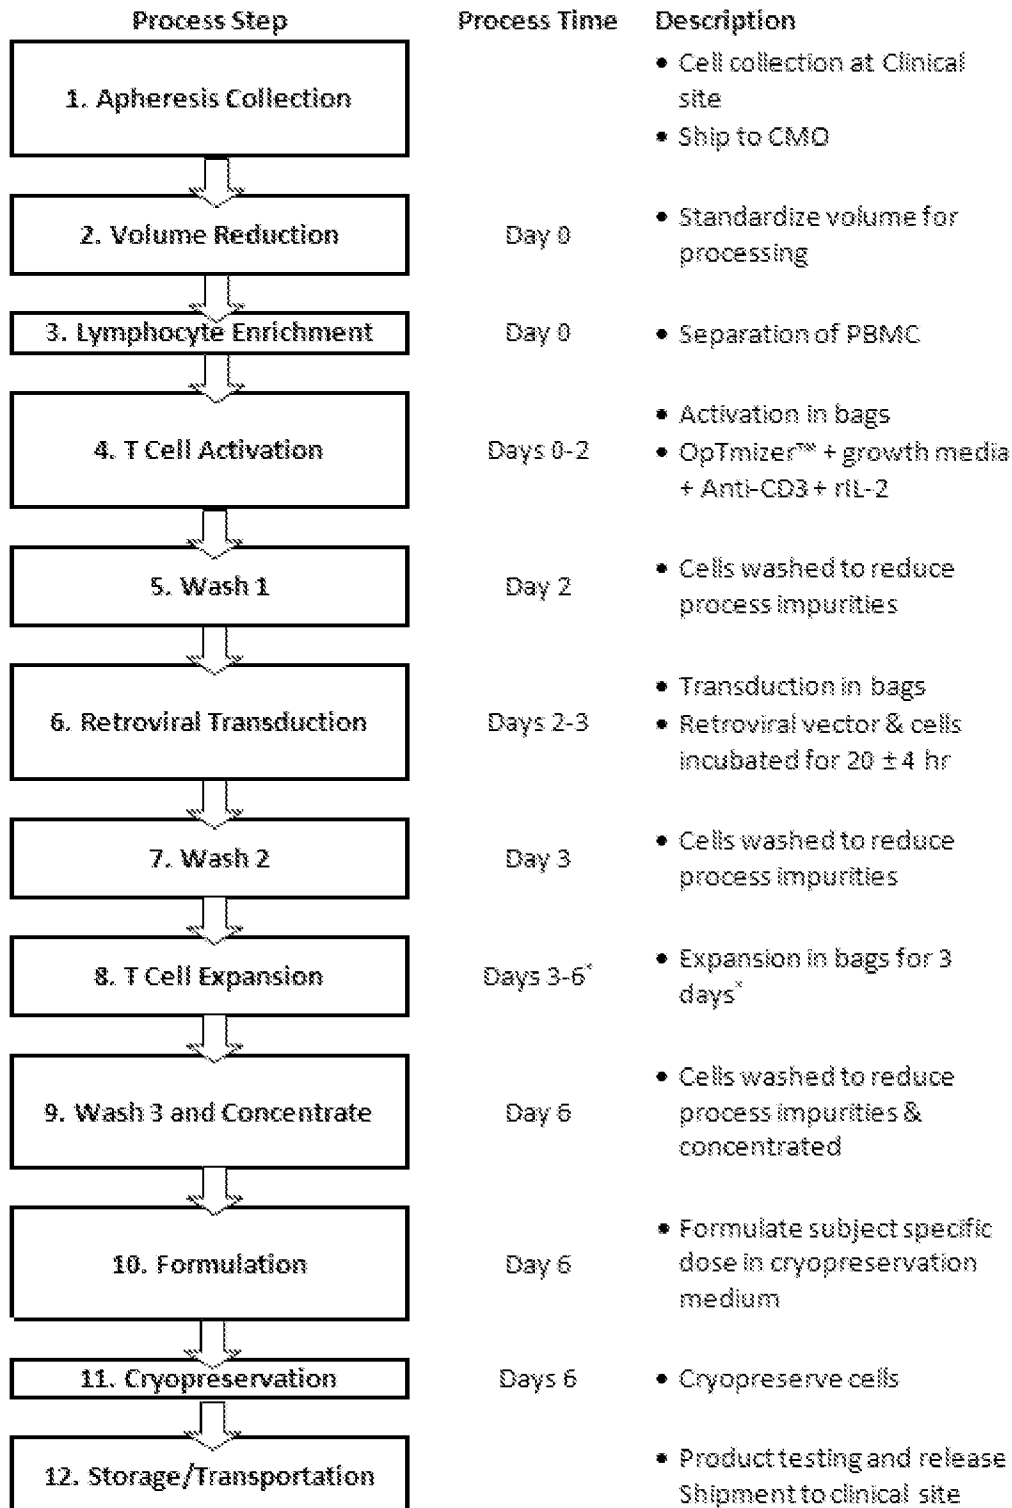 Process Step Process Time Description
1. Apheresis Collection
• Cell collection at Clinical
site
• Ship to CMO
2. Volume Reduction Day 0
• Standardize volume for
processing
3. Lymphocyte Enrichment Day 0 • Separation of PBMC
4. T Cell Activation Days 0-2
• Activation in bags
• OpTmizer™ + growth media
+ Anti-CD3 + rIL-2
5. Wash 1 Day 2
• Cells washed to reduce
process impurities
6. Retroviral Transduction Days 2-3
• Transduction in bags
• Retroviral vector & cells
incubated for 20 ± 4 hr
7. Wash 2 Day 3
• Cells washed to reduce
process impurities
8. T Cell Expansion Days 3-6*
• Expansion in bags for 3
days*
9. Wash 3 and Concentrate Day 6
• Cells washed to reduce
process impurities &
concentrated
10. Formulation Day 6
• Formulate subject specific
dose in cryopreservation
medium
11. Cryopreservation Days 6 • Cryopreserve cells
12. Storage/Transportation
• Product testing and release
Shipment to clinical site